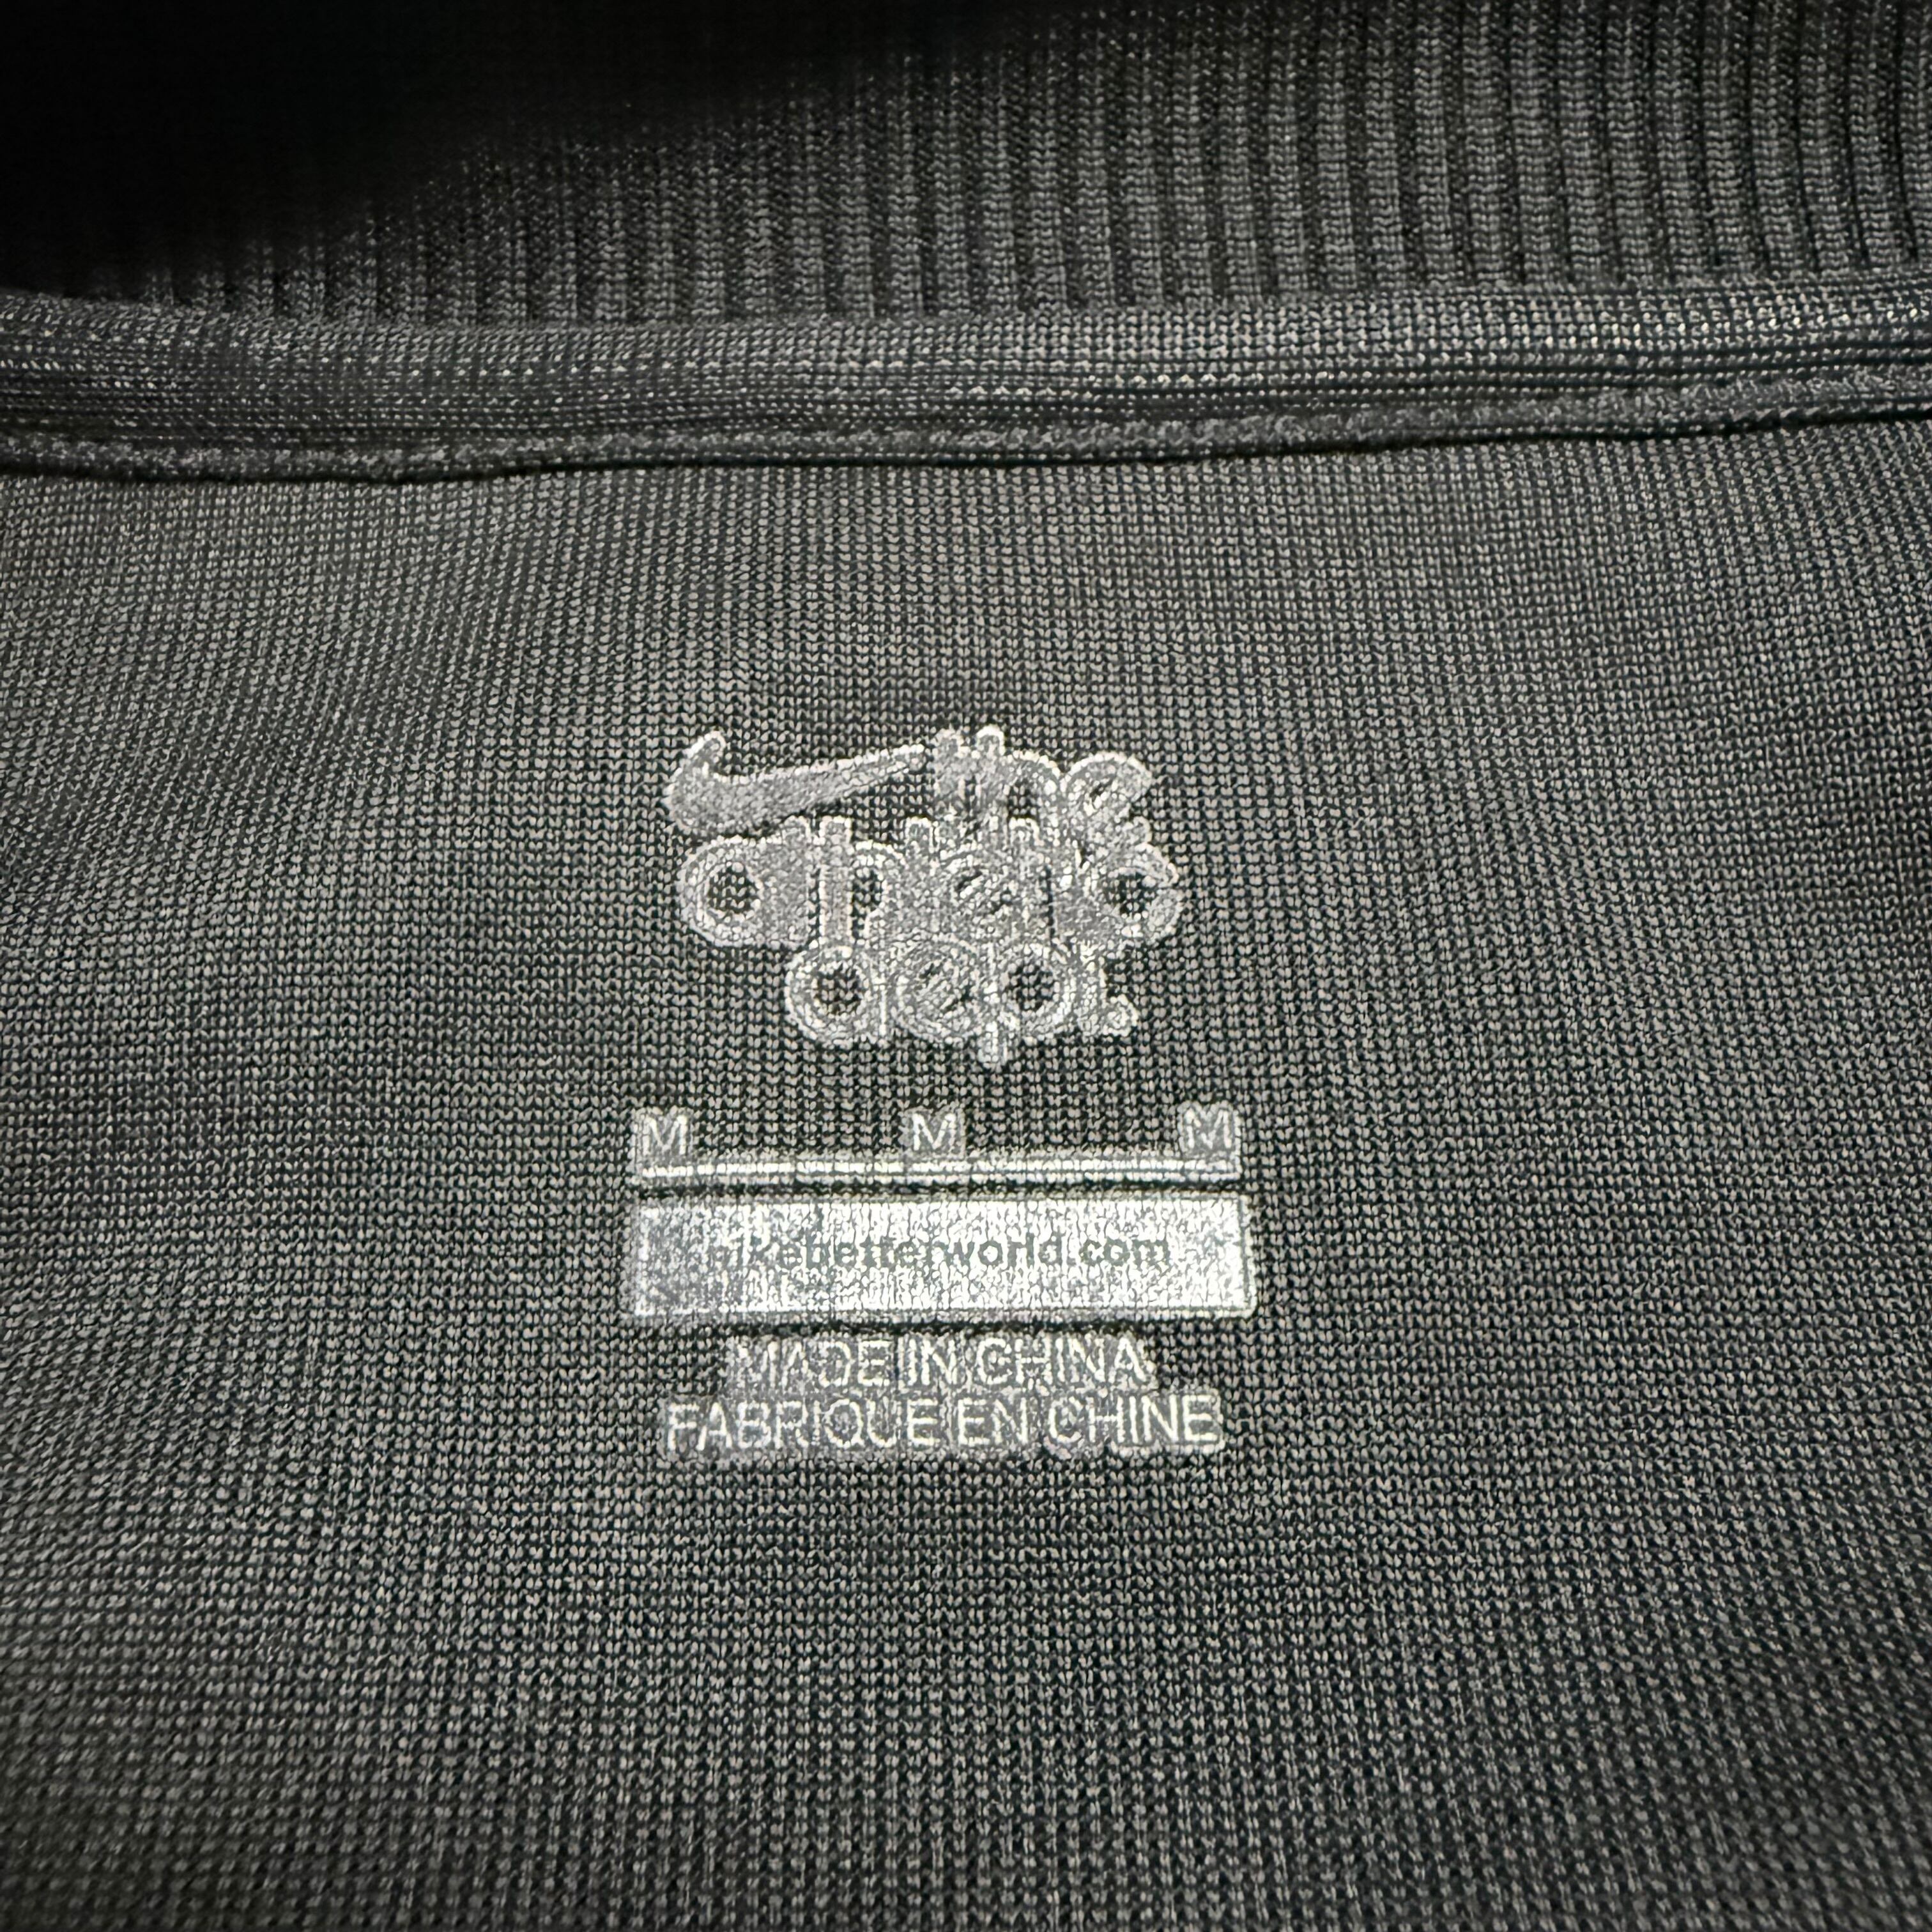 the
athletic
dept.
M M M
nikebetterworld.com
MADE IN CHINA
FABRIQUE EN CHINE